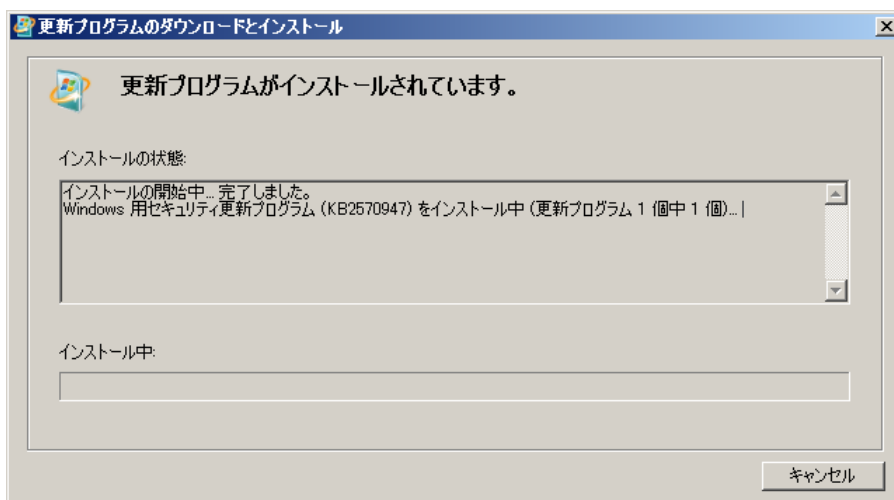 更新プログラムのダウンロードとインストール
更新プログラムがインストールされています。
インストールの状態:
インストールの開始中... 完了しました。
Windows 用セキュリティ更新プログラム (KB2570947) をインストール中 (更新プログラム 1 個中 1 個)...
インストール中:
キャンセル